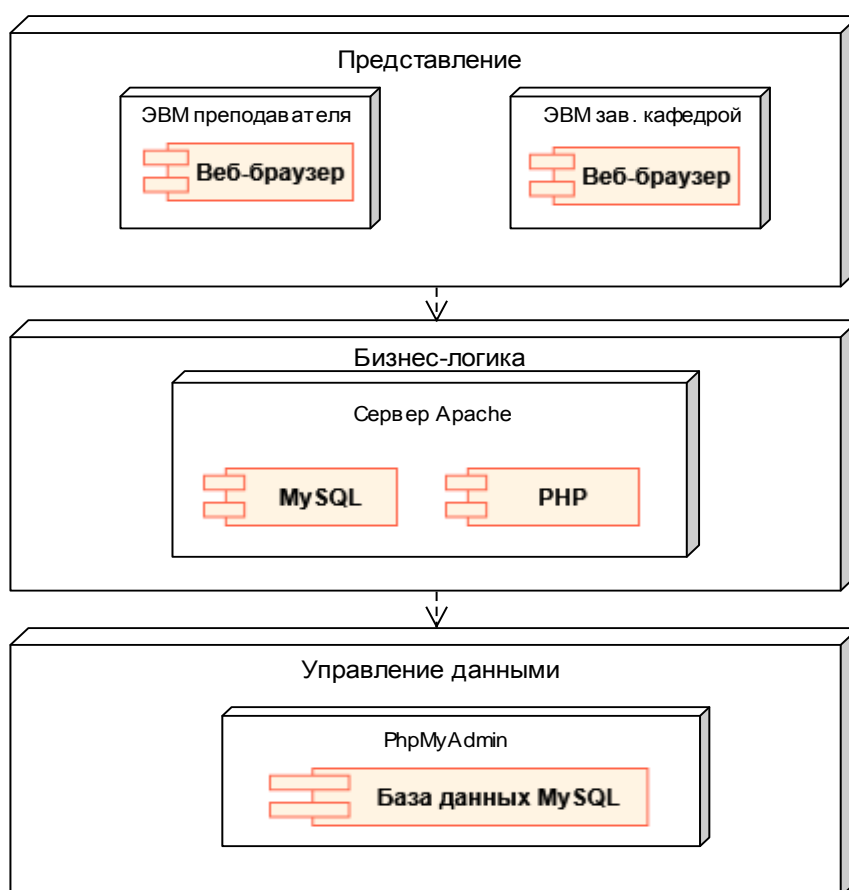 Представление
ЭВМ преподавателя
ЭВМ зав. кафедрой
Веб-браузер
Веб-браузер
Бизнес-логика
Сервер Apache
MySQL
PHP
Управление данными
PhpMyAdmin
База данных MySQL